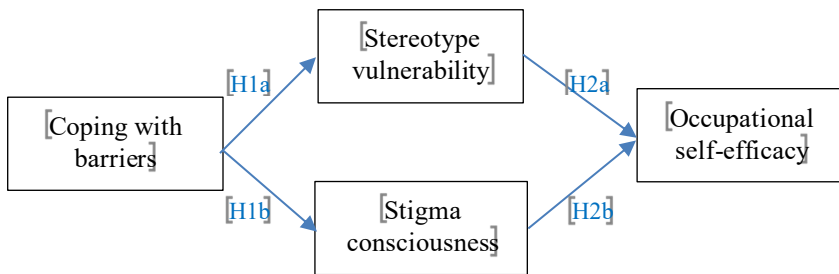 [Stereotype
vulnerability]
[H1a]
[H2a]
[Coping with
barriers]
[Occupational
self-efficacy]
[H1b]
[H2b]
[Stigma
consciousness]